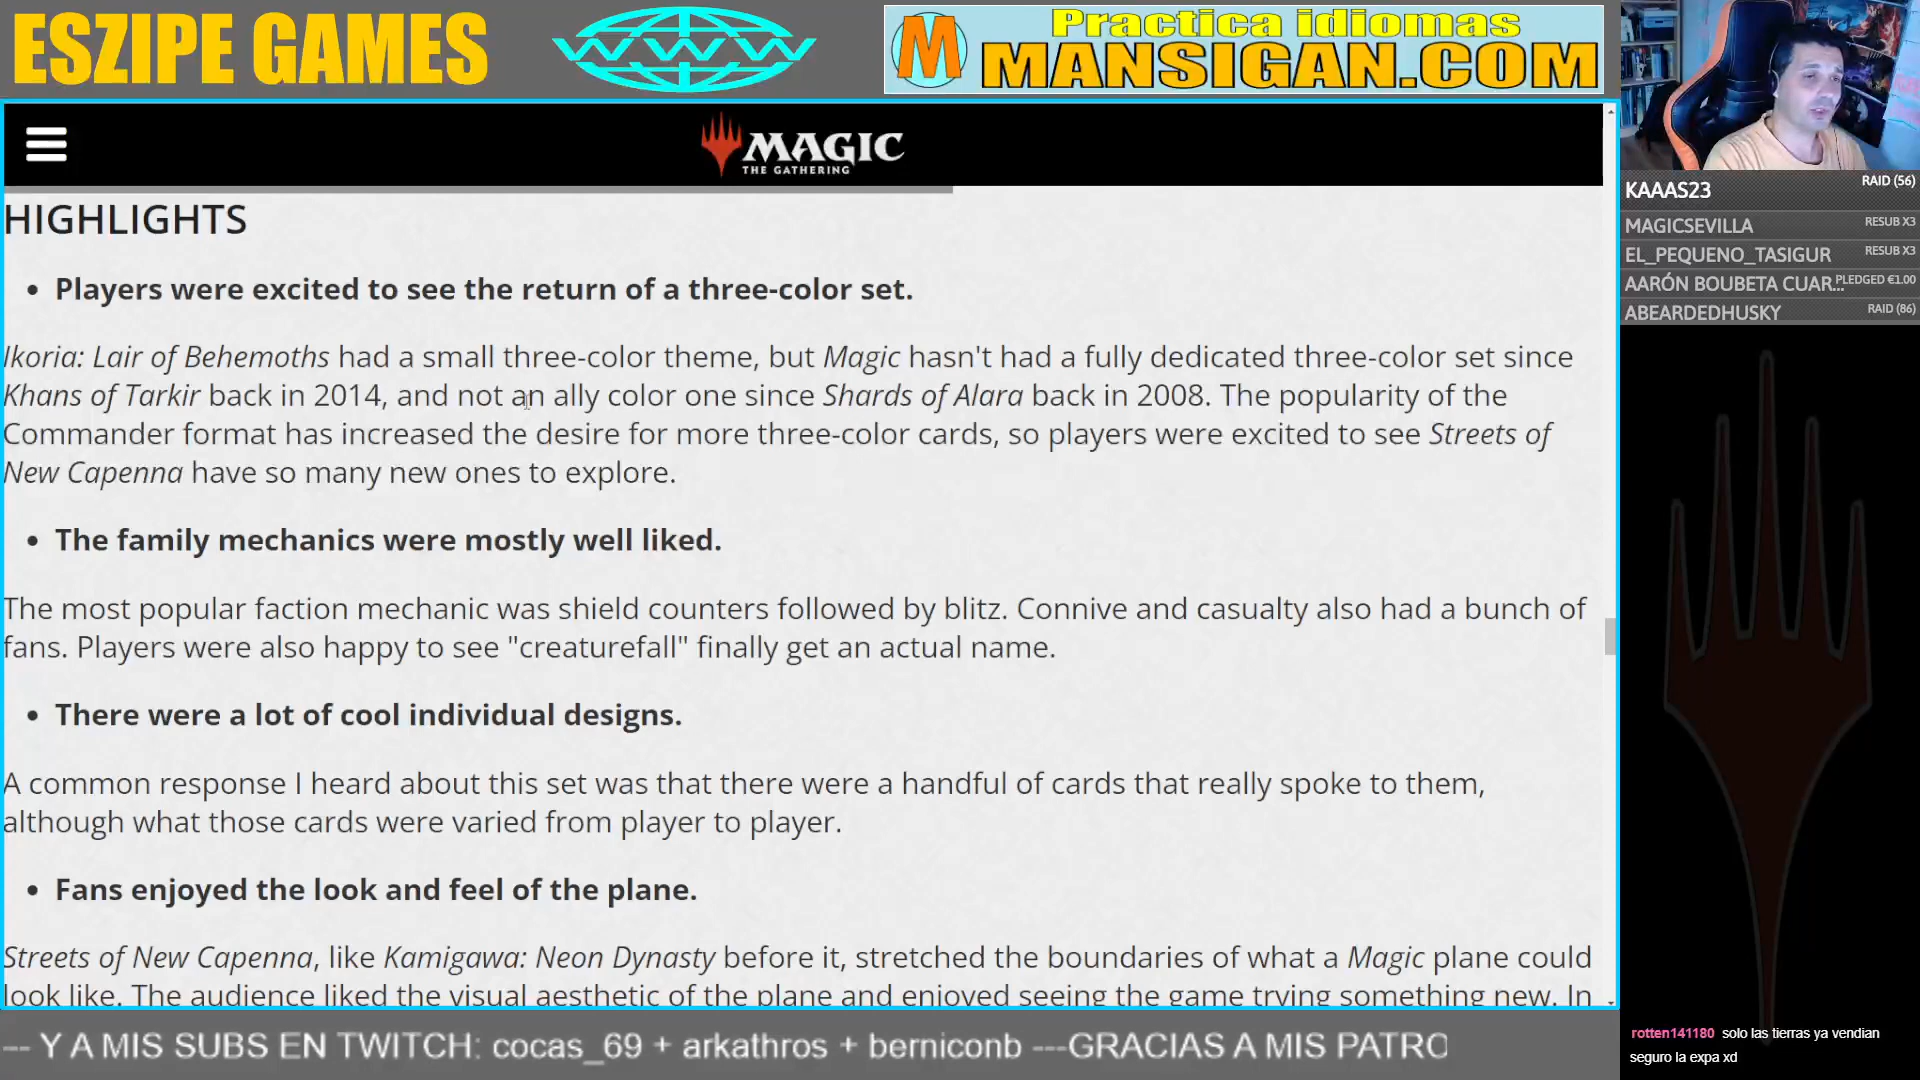 ESZIPE GAMES
WWW
M
Practica idiomas
MANSIGAN.COM
MAGIC
THE GATHERING
HIGHLIGHTS
• Players were excited to see the return of a three-color set.
Ikoria: Lair of Behemoths had a small three-color theme, but Magic hasn't had a fully dedicated three-color set since
Khans of Tarkir back in 2014, and not an ally color one since Shards of Alara back in 2008. The popularity of the
Commander format has increased the desire for more three-color cards, so players were excited to see Streets of
New Capenna have so many new ones to explore.
• The family mechanics were mostly well liked.
The most popular faction mechanic was shield counters followed by blitz. Connive and casualty also had a bunch of
fans. Players were also happy to see "creaturefall" finally get an actual name.
• There were a lot of cool individual designs.
A common response I heard about this set was that there were a handful of cards that really spoke to them,
although what those cards were varied from player to player.
• Fans enjoyed the look and feel of the plane.
Streets of New Capenna, like Kamigawa: Neon Dynasty before it, stretched the boundaries of what a Magic plane could
look like. The audience liked the visual aesthetic of the plane and enjoyed seeing the game trying something new. In
KAAAS23 RAID (56)
MAGICSEVILLA RESUB X3
EL_PEQUENO_TASIGUR RESUB X3
AARÓN BOUBETA CUAR... PLEDGED €1.00
ABEARDEDHUSKY RAID (86)
rotten141180 solo las tierras ya vendian
seguro la expa xd
-- Y A MIS SUBS EN TWITCH: cocas_69 + arkathros + berniconb ---GRACIAS A MIS PATRO